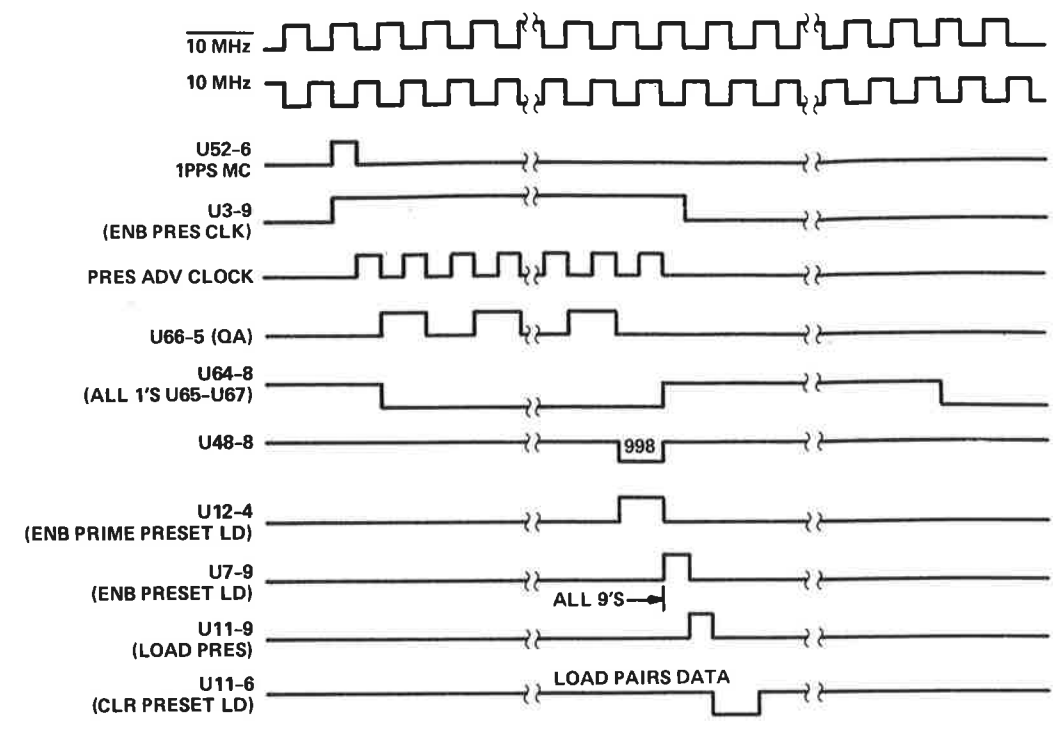 10 MHz
10 MHz
U52-6
1PPS MC
U3-9
(ENB PRES CLK)
PRES ADV CLOCK
U66-5 (QA)
U64-8
(ALL 1'S U65-U67)
U48-8
998
U12-4
(ENB PRIME PRESET LD)
U7-9
(ENB PRESET LD)
ALL 9'S
U11-9
(LOAD PRES)
U11-6
(CLR PRESET LD)
LOAD PAIRS DATA